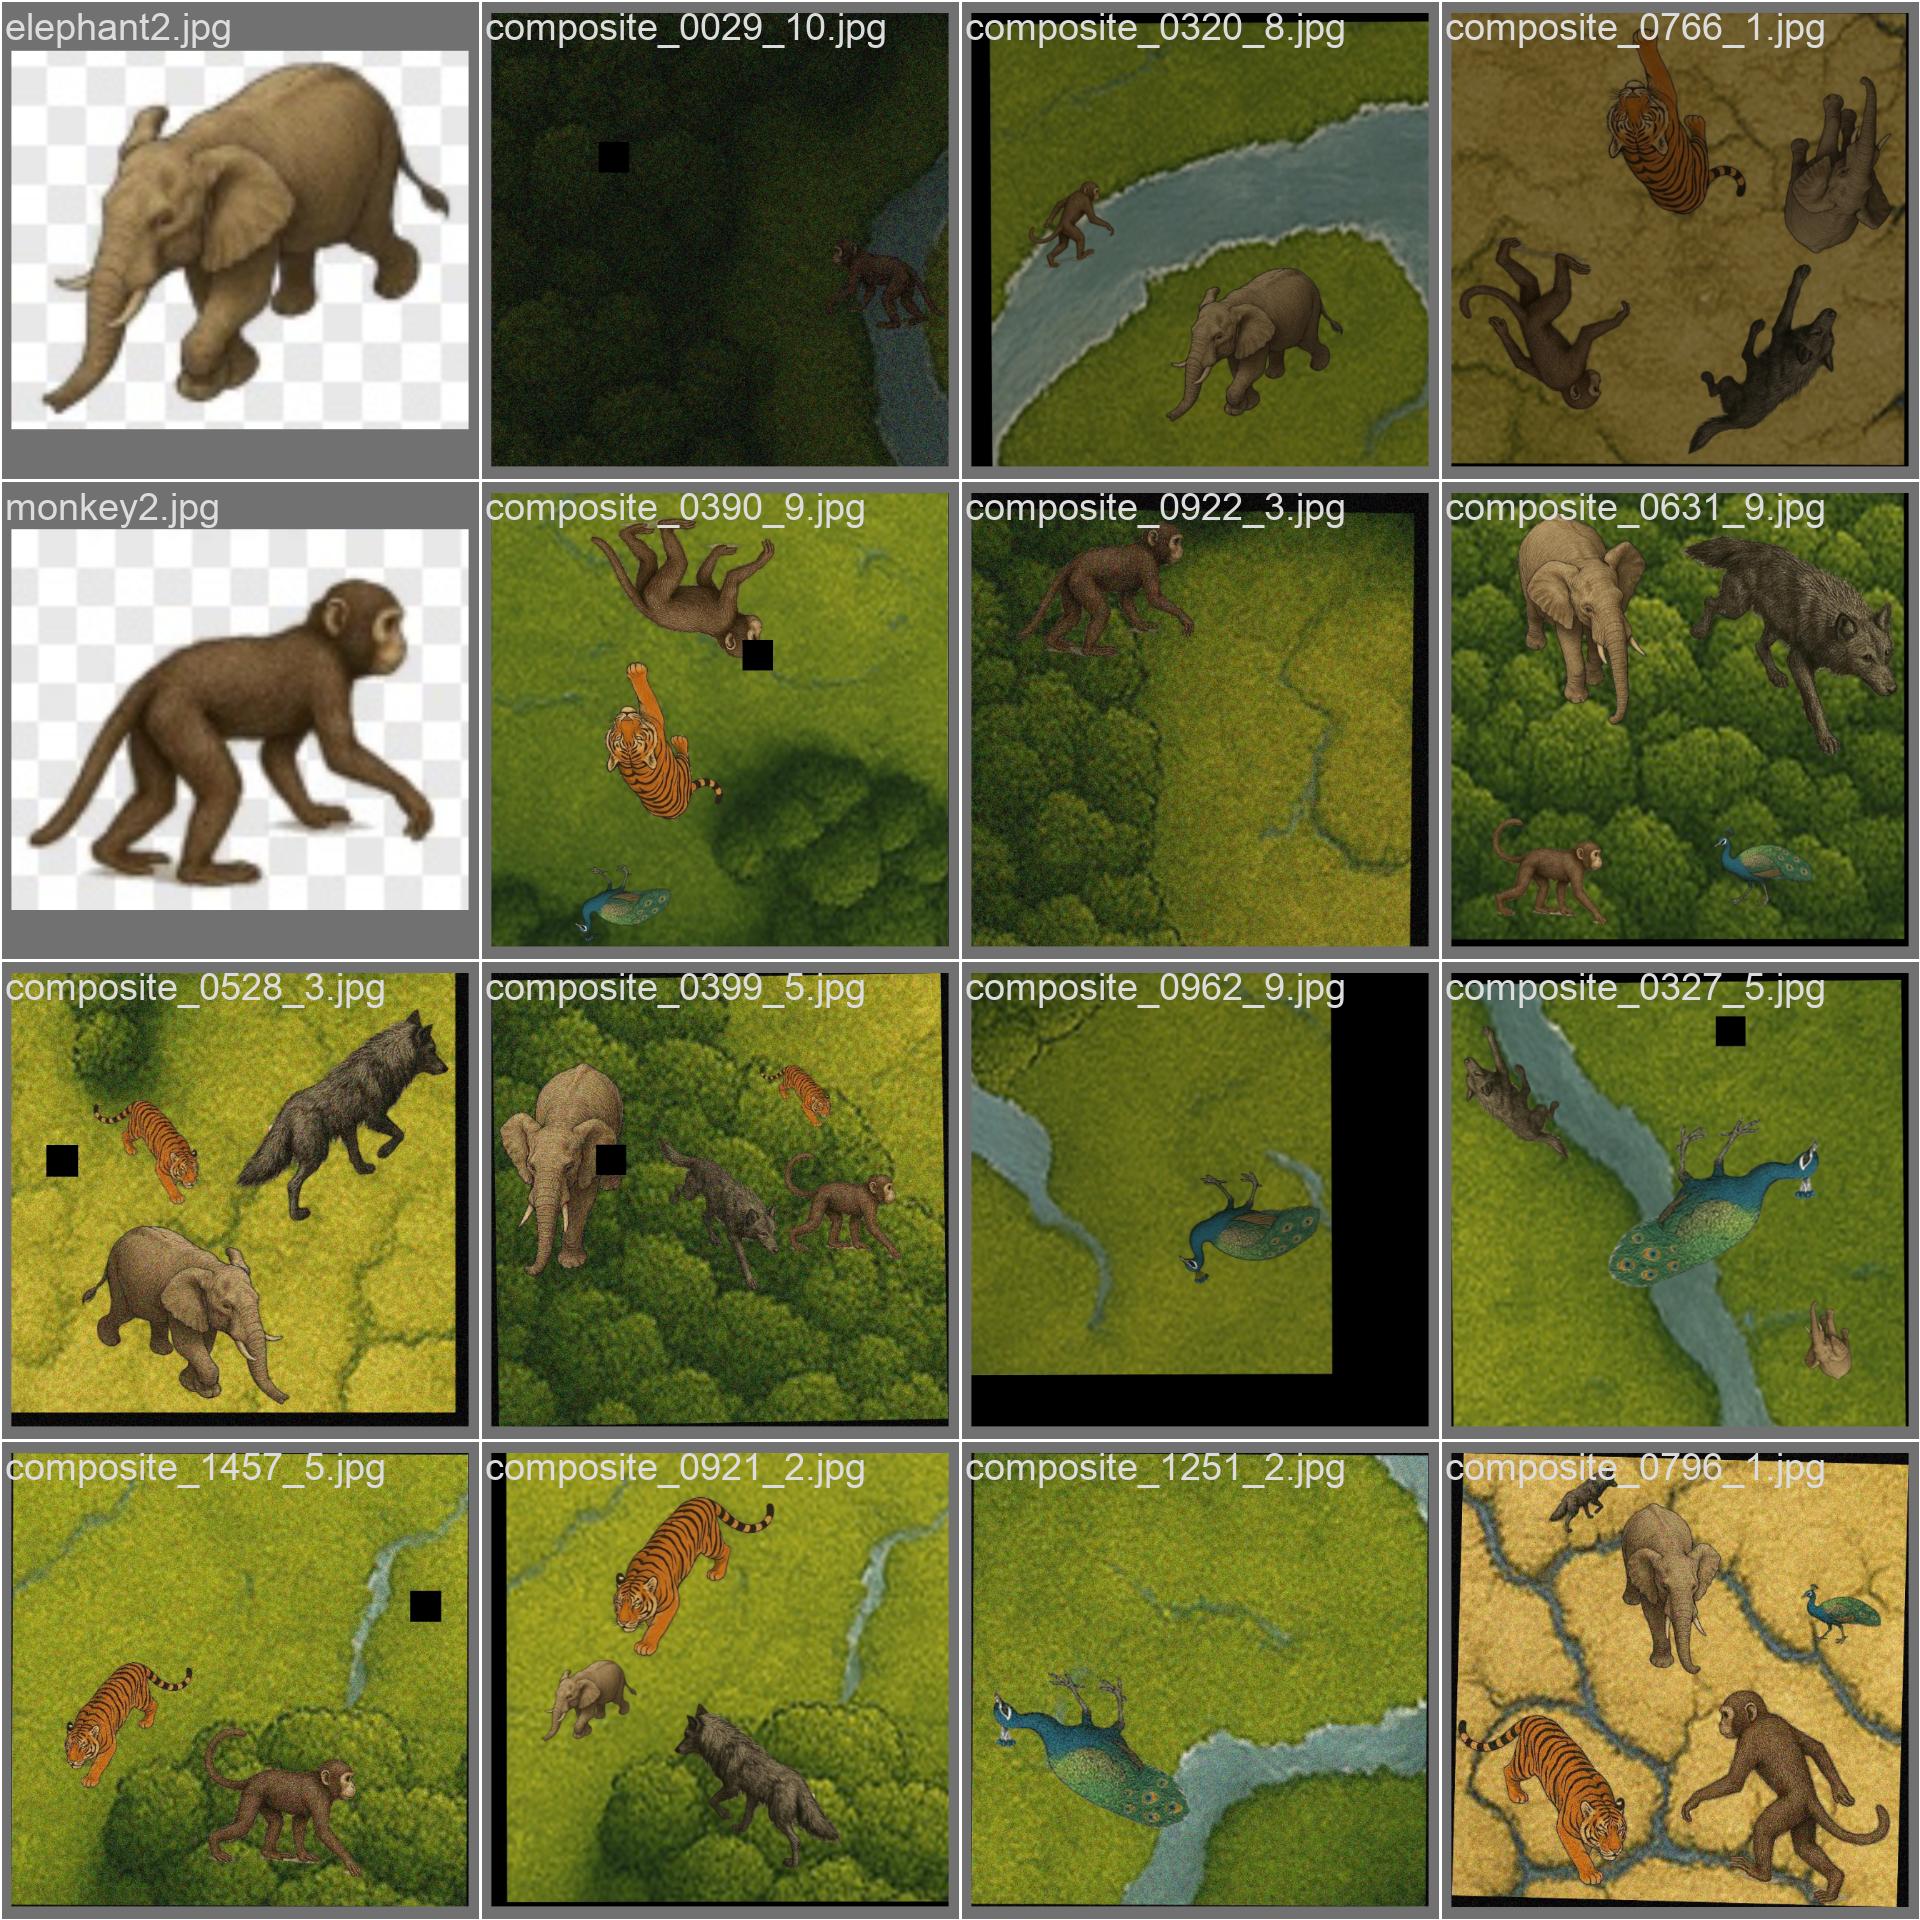 elephant2.jpg
composite_0029_10.jpg
composite_0320_8.jpg
composite_0766_1.jpg
monkey2.jpg
composite_0390_9.jpg
composite_0922_3.jpg
composite_0631_9.jpg
composite_0528_3.jpg
composite_0399_5.jpg
composite_0962_9.jpg
composite_0327_5.jpg
composite_1457_5.jpg
composite_0921_2.jpg
composite_1251_2.jpg
composite_0796_1.jpg